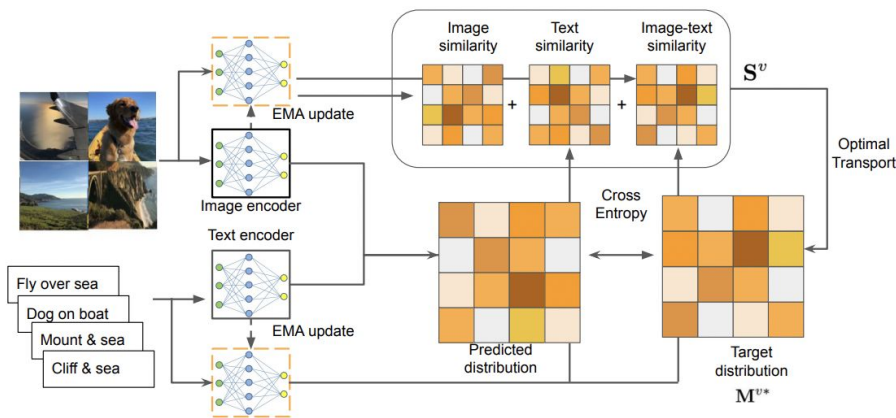 Image
similarity
Text
similarity
Image-text
similarity
S^v
+
+
EMA update
Image encoder
Optimal
Transport
Text encoder
Cross
Entropy
Fly over sea
Dog on boat
Mount & sea
Cliff & sea
EMA update
Predicted
distribution
Target
distribution
M^{v*}